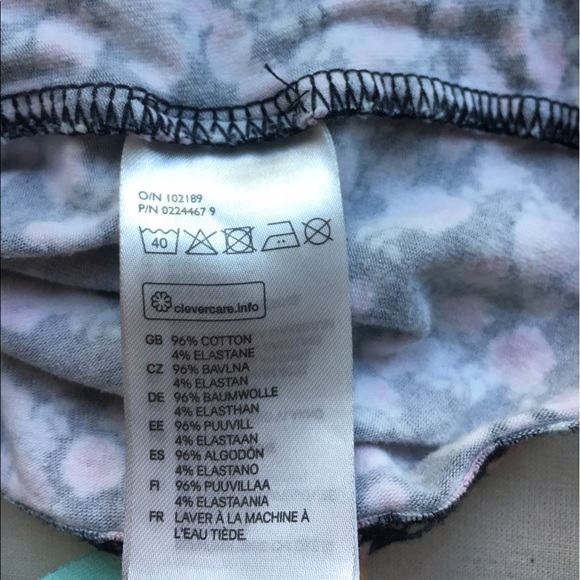 O/N 102189
P/N 0224467 9
40
clevercare.info
GB 96% COTTON
4% ELASTANE
CZ 96% BAVLNA
4% ELASTAN
DE 96% BAUMWOLLE
4% ELASTHAN
EE 96% PUUVILL
4% ELASTAAN
ES 96% ALGODÓN
4% ELASTANO
FI 96% PUUVILLAA
4% ELASTAANIA
FR LAVER À LA MACHINE À
L'EAU TIÈDE.